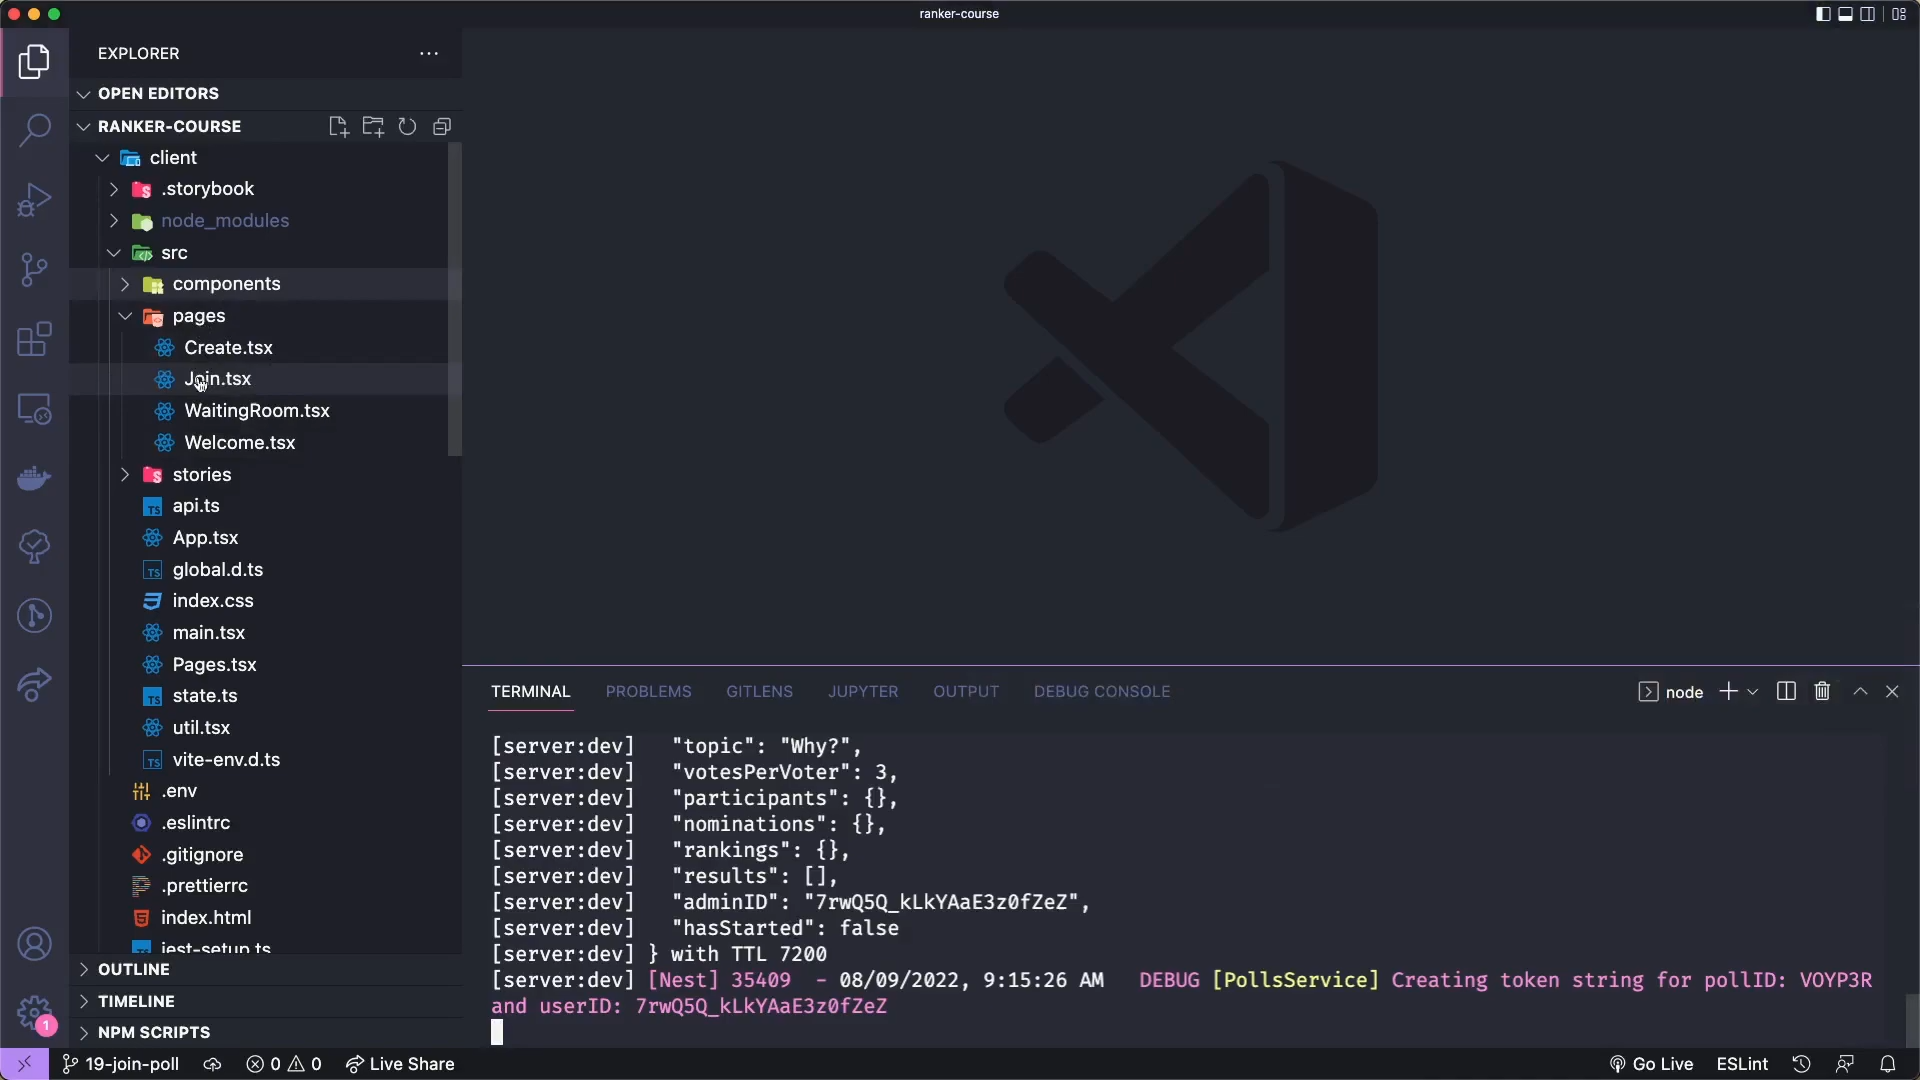 ranker-course
EXPLORER
OPEN EDITORS
RANKER-COURSE
client
.storybook
node_modules
src
components
pages
Create.tsx
Join.tsx
WaitingRoom.tsx
Welcome.tsx
stories
api.ts
App.tsx
global.d.ts
index.css
main.tsx
Pages.tsx
state.ts
util.tsx
vite-env.d.ts
.env
.eslintrc
.gitignore
.prettierrc
index.html
jest-setup.ts
OUTLINE
TIMELINE
NPM SCRIPTS
TERMINAL PROBLEMS GITLENS JUPYTER OUTPUT DEBUG CONSOLE node
[server:dev] "topic": "Why?",
[server:dev] "votesPerVoter": 3,
[server:dev] "participants": {},
[server:dev] "nominations": {},
[server:dev] "rankings": {},
[server:dev] "results": [],
[server:dev] "adminID": "7rwQ5Q_kLkYAaE3z0fZeZ",
[server:dev] "hasStarted": false
[server:dev] } with TTL 7200
[server:dev] [Nest] 35409 - 08/09/2022, 9:15:26 AM DEBUG [PollsService] Creating token string for pollID: VOYP3R
and userID: 7rwQ5Q_kLkYAaE3z0fZeZ
1
19-join-poll 0 0 Live Share Go Live ESLint